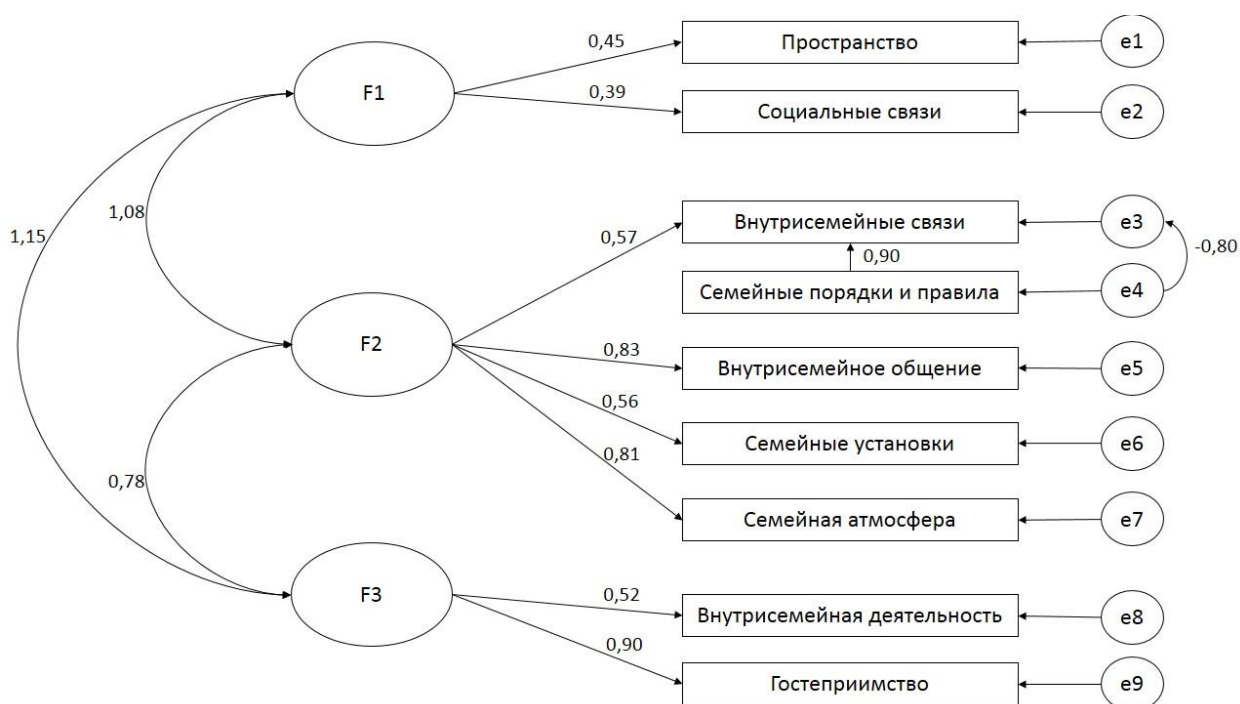 0,45
Пространство
e1
F1
0,39
Социальные связи
e2
1,08
1,15
0,57
Внутрисемейные связи
e3
-0,80
0,90
Семейные порядки и правила
e4
F2
0,83
Внутрисемейное общение
e5
0,56
Семейные установки
e6
0,81
0,78
Семейная атмосфера
e7
F3
0,52
Внутрисемейная деятельность
e8
0,90
Гостеприимство
e9